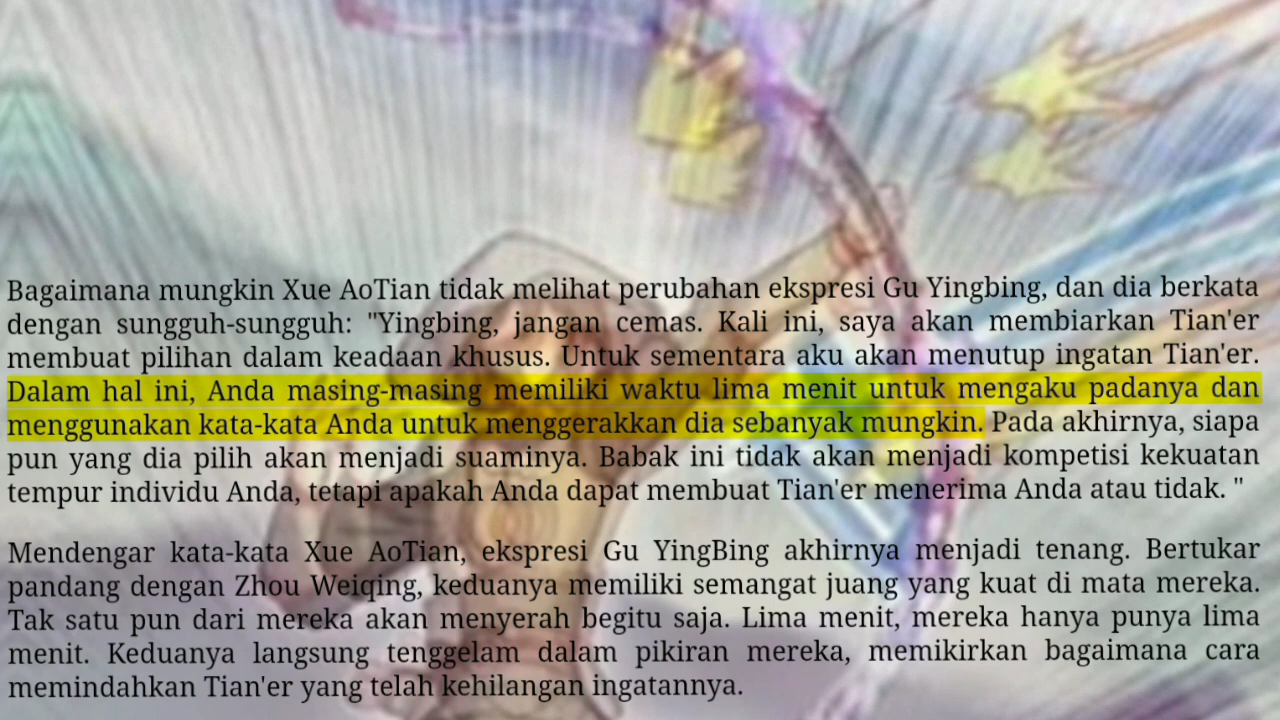 Bagaimana mungkin Xue AoTian tidak melihat perubahan ekspresi Gu Yingbing, dan dia berkata
dengan sungguh-sungguh: "Yingbing, jangan cemas. Kali ini, saya akan membiarkan Tian'er
membuat pilihan dalam keadaan khusus. Untuk sementara aku akan menutup ingatan Tian'er.
Dalam hal ini, Anda masing-masing memiliki waktu lima menit untuk mengaku padanya dan
menggunakan kata-kata Anda untuk menggerakkan dia sebanyak mungkin. Pada akhirnya, siapa
pun yang dia pilih akan menjadi suaminya. Babak ini tidak akan menjadi kompetisi kekuatan
tempur individu Anda, tetapi apakah Anda dapat membuat Tian'er menerima Anda atau tidak. "
Mendengar kata-kata Xue AoTian, ekspresi Gu YingBing akhirnya menjadi tenang. Bertukar
pandang dengan Zhou Weiqing, keduanya memiliki semangat juang yang kuat di mata mereka.
Tak satu pun dari mereka akan menyerah begitu saja. Lima menit, mereka hanya punya lima
menit. Keduanya langsung tenggelam dalam pikiran mereka, memikirkan bagaimana cara
memindahkan Tian'er yang telah kehilangan ingatannya.